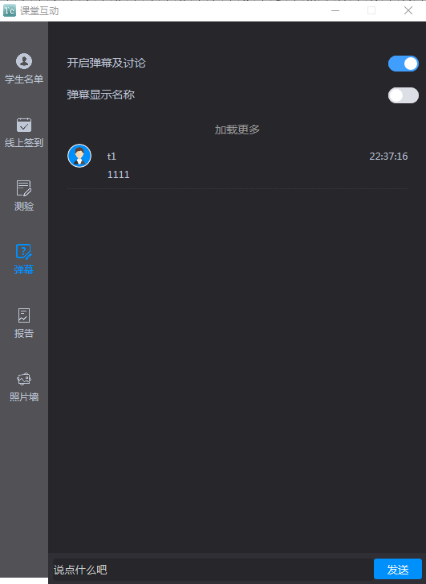 课堂互动
学生名单
线上签到
测验
弹幕
报告
照片墙
开启弹幕及讨论
弹幕显示名称
加载更多
t1
22:37:16
1111
说点什么吧
发送